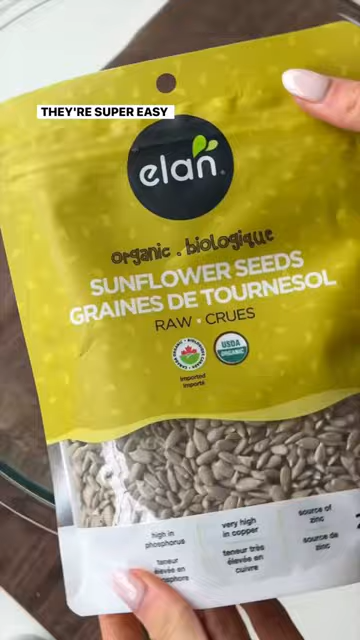 THEY'RE SUPER EASY
elan
organic • biologique
SUNFLOWER SEEDS
GRAINES DE TOURNESOL
RAW • CRUES
USDA
ORGANIC
Imported
Importé
high in
phosphorus
very high
in copper
source of
zinc
teneur
élevée en
teneur très
élevée en
cuivre
source de
zinc